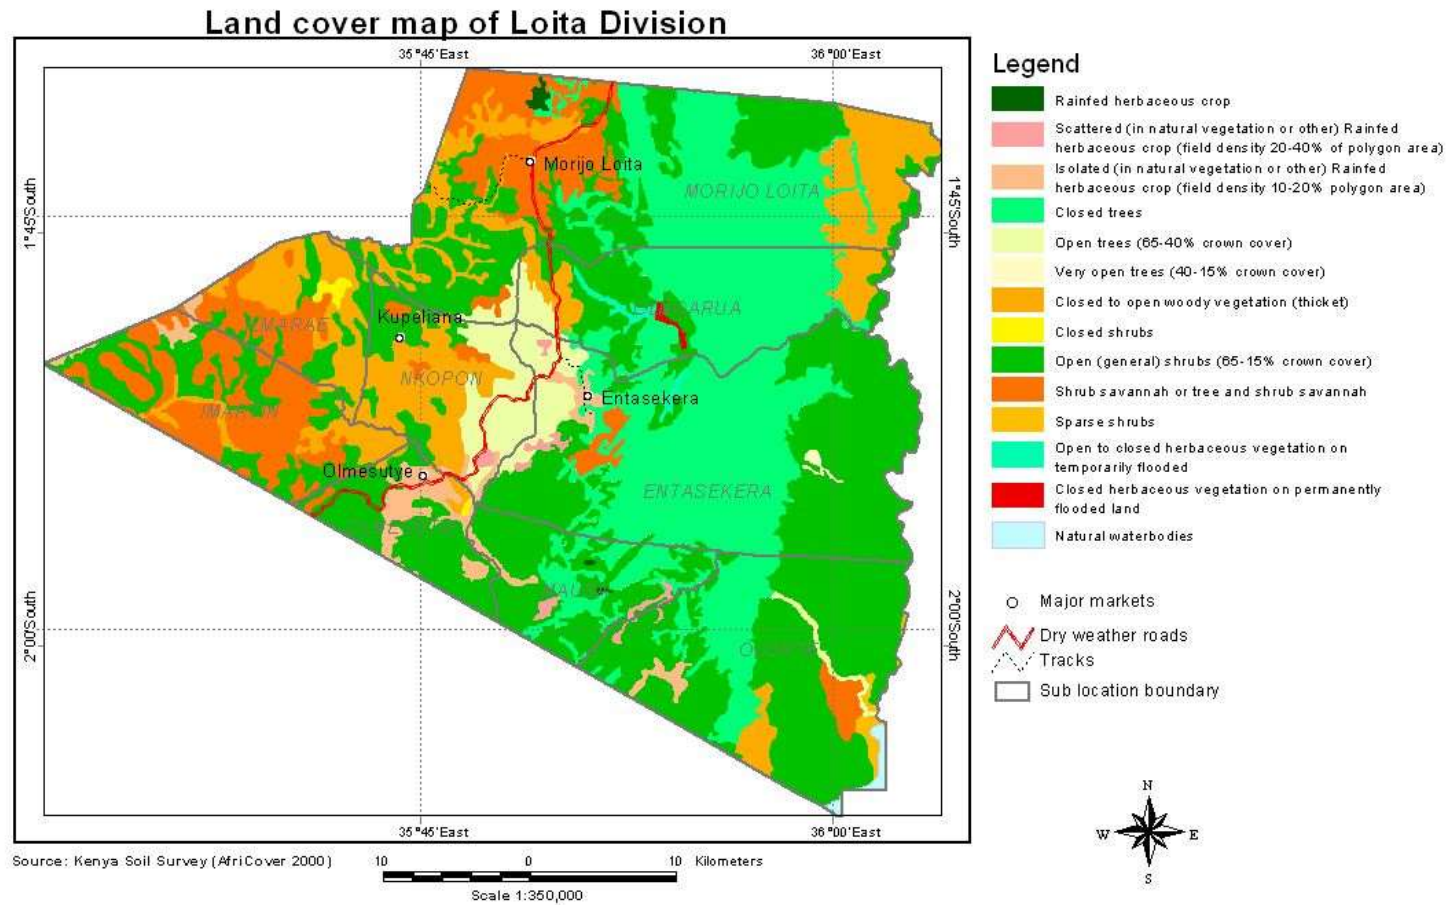 Land cover map of Loita Division
35°45'East
36°00'East
Legend
Rainfed herbaceous crop
Scattered (in natural vegetation or other) Rainfed
herbaceous crop (field density 20-40% of polygon area)
Isolated (in natural vegetation or other) Rainfed
herbaceous crop (field density 10-20% polygon area)
Closed trees
Open trees (65-40% crown cover)
Very open trees (40-15% crown cover)
Closed to open woody vegetation (thicket)
Closed shrubs
Open (general) shrubs (65-15% crown cover)
Shrub savannah or tree and shrub savannah
Sparse shrubs
Open to closed herbaceous vegetation on
temporarily flooded
Closed herbaceous vegetation on permanently
flooded land
Natural waterbodies
Major markets
Dry weather roads
Tracks
Sub location boundary
Morijo Loita
MORIJO LOITA
1°45'South
1°45'South
Kupeliana
NKOPON
Entasekera
Olmesutye
ENTASEKERA
2°00'South
2°00'South
35°45'East
36°00'East
N
W
E
S
Source: Kenya Soil Survey (AfriCover 2000)
10 0 10 Kilometers
Scale 1:350,000